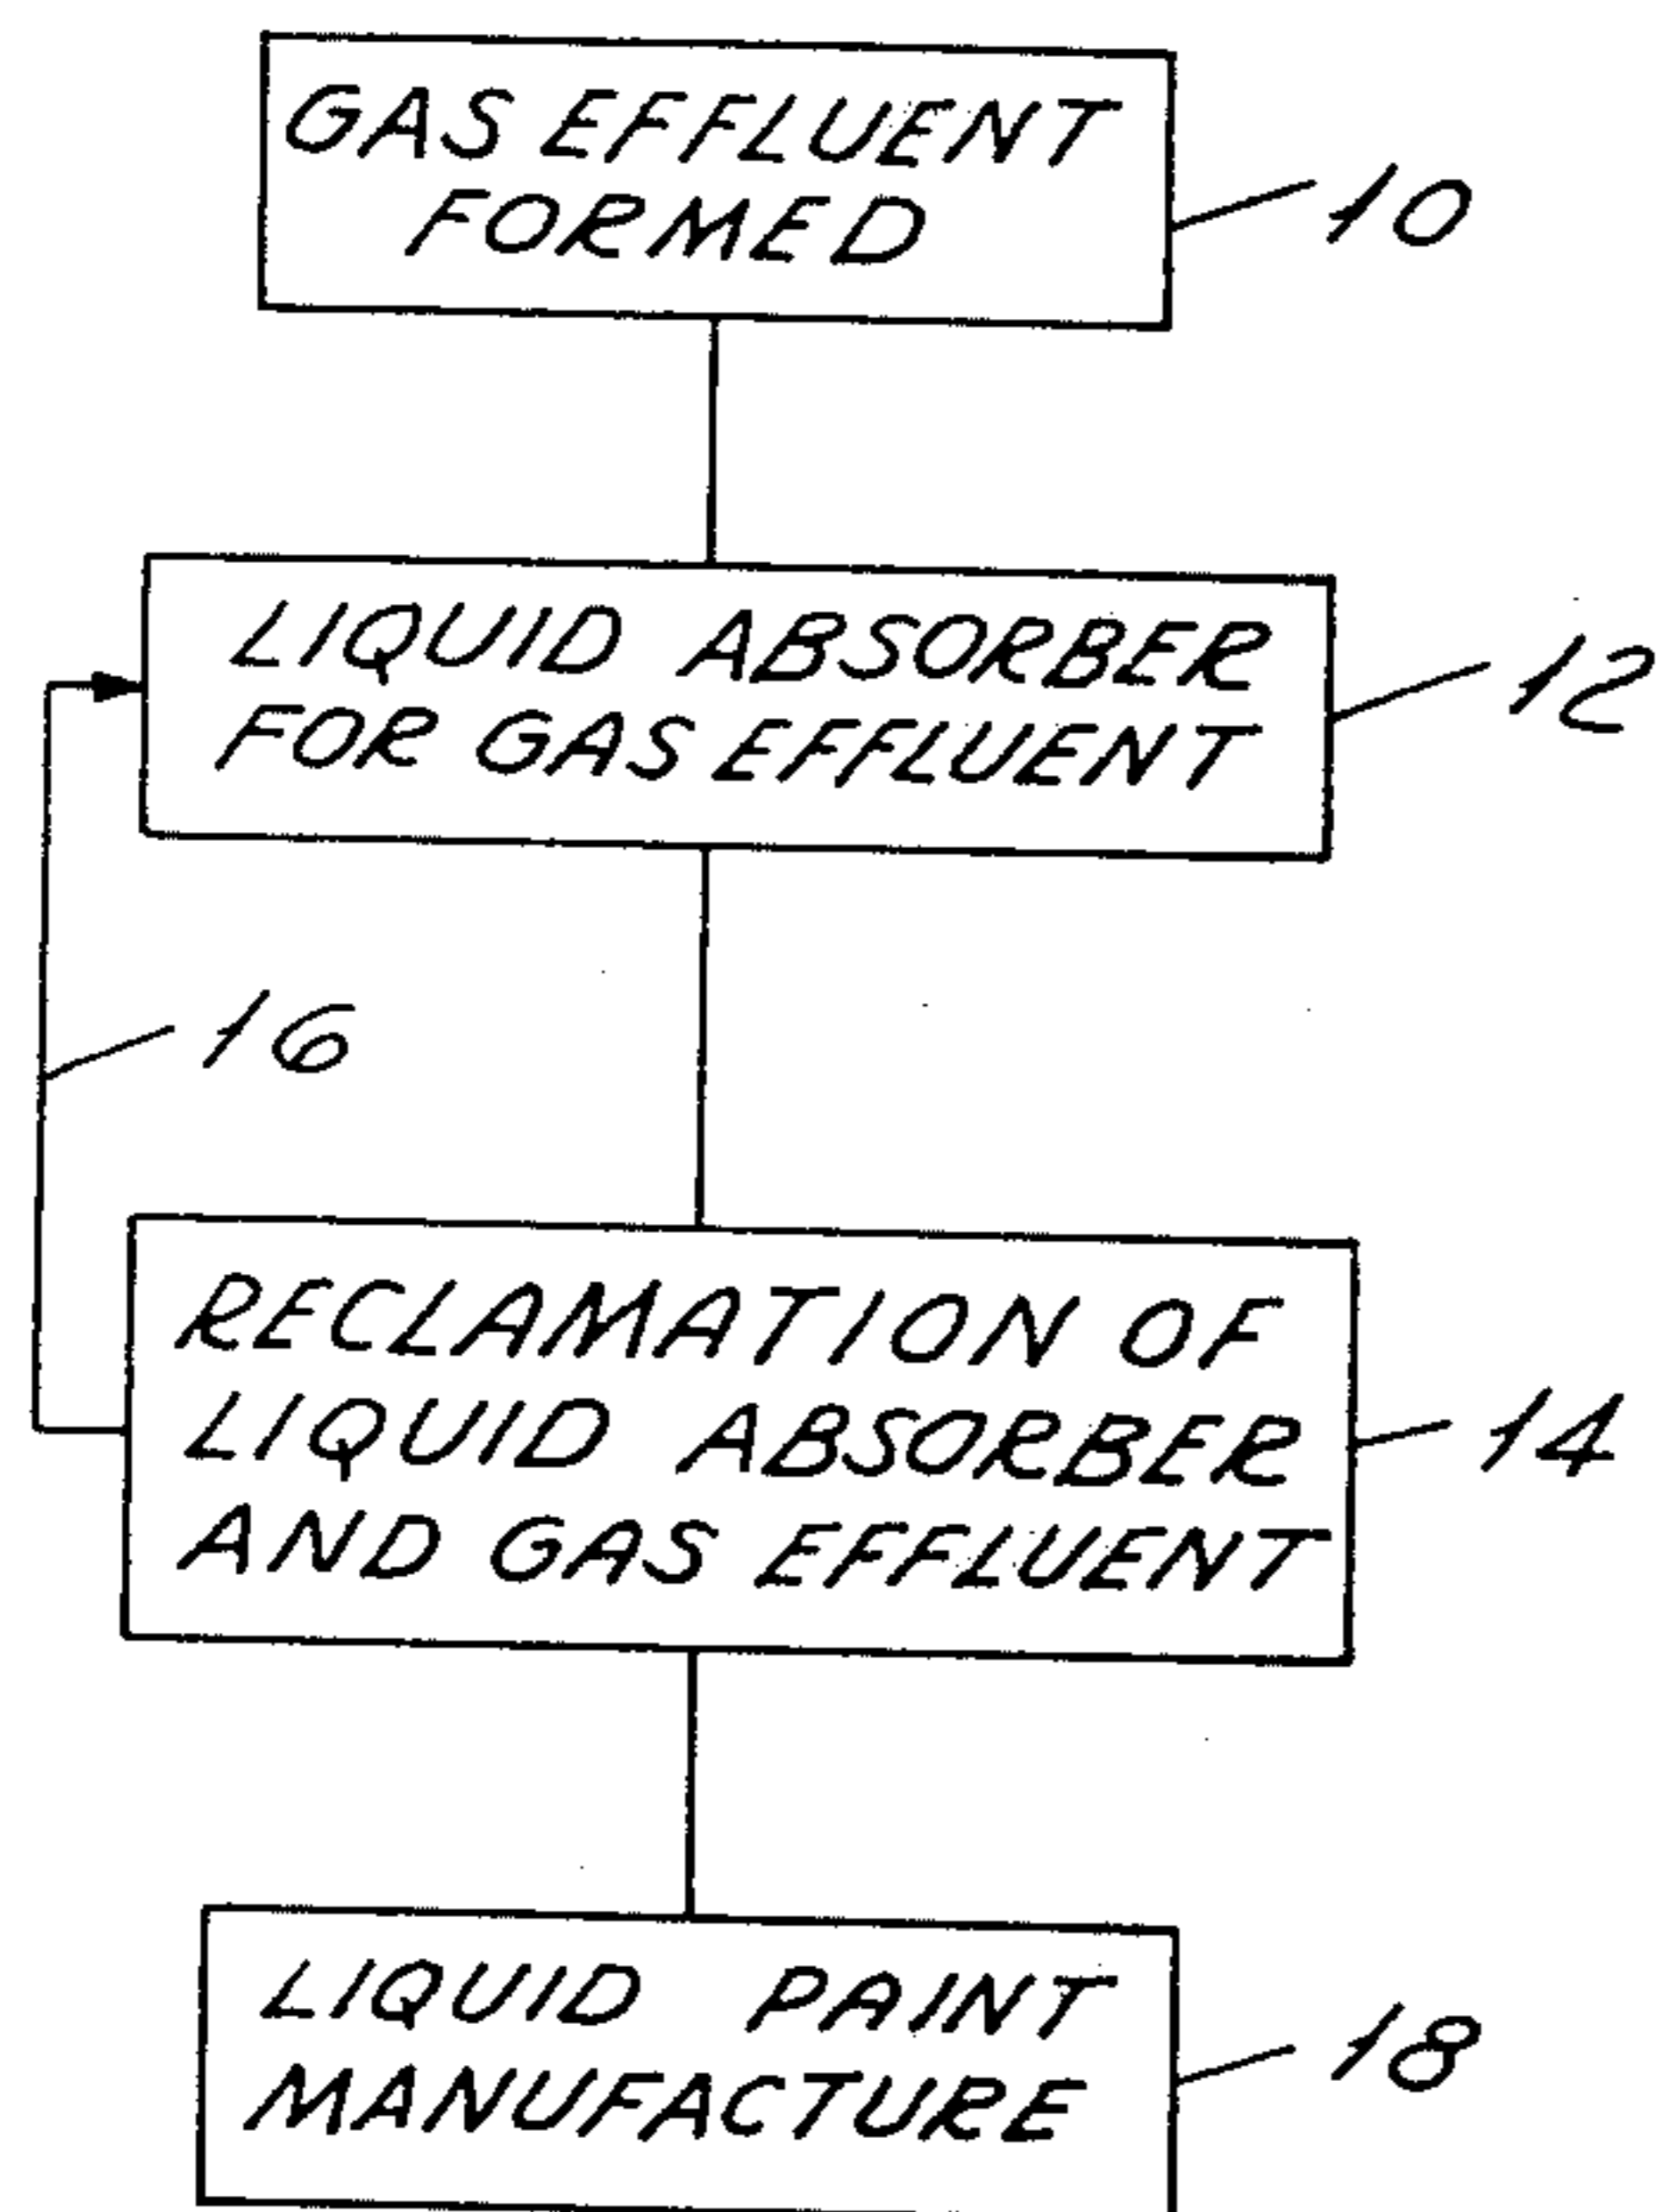 GAS EFFLUENT
FORMED
10
LIQUID ABSORBER
FOR GAS EFFLUENT
12
16
RECLAMATION OF
LIQUID ABSORBER
AND GAS EFFLUENT
14
LIQUID PAINT
MANUFACTURE
18